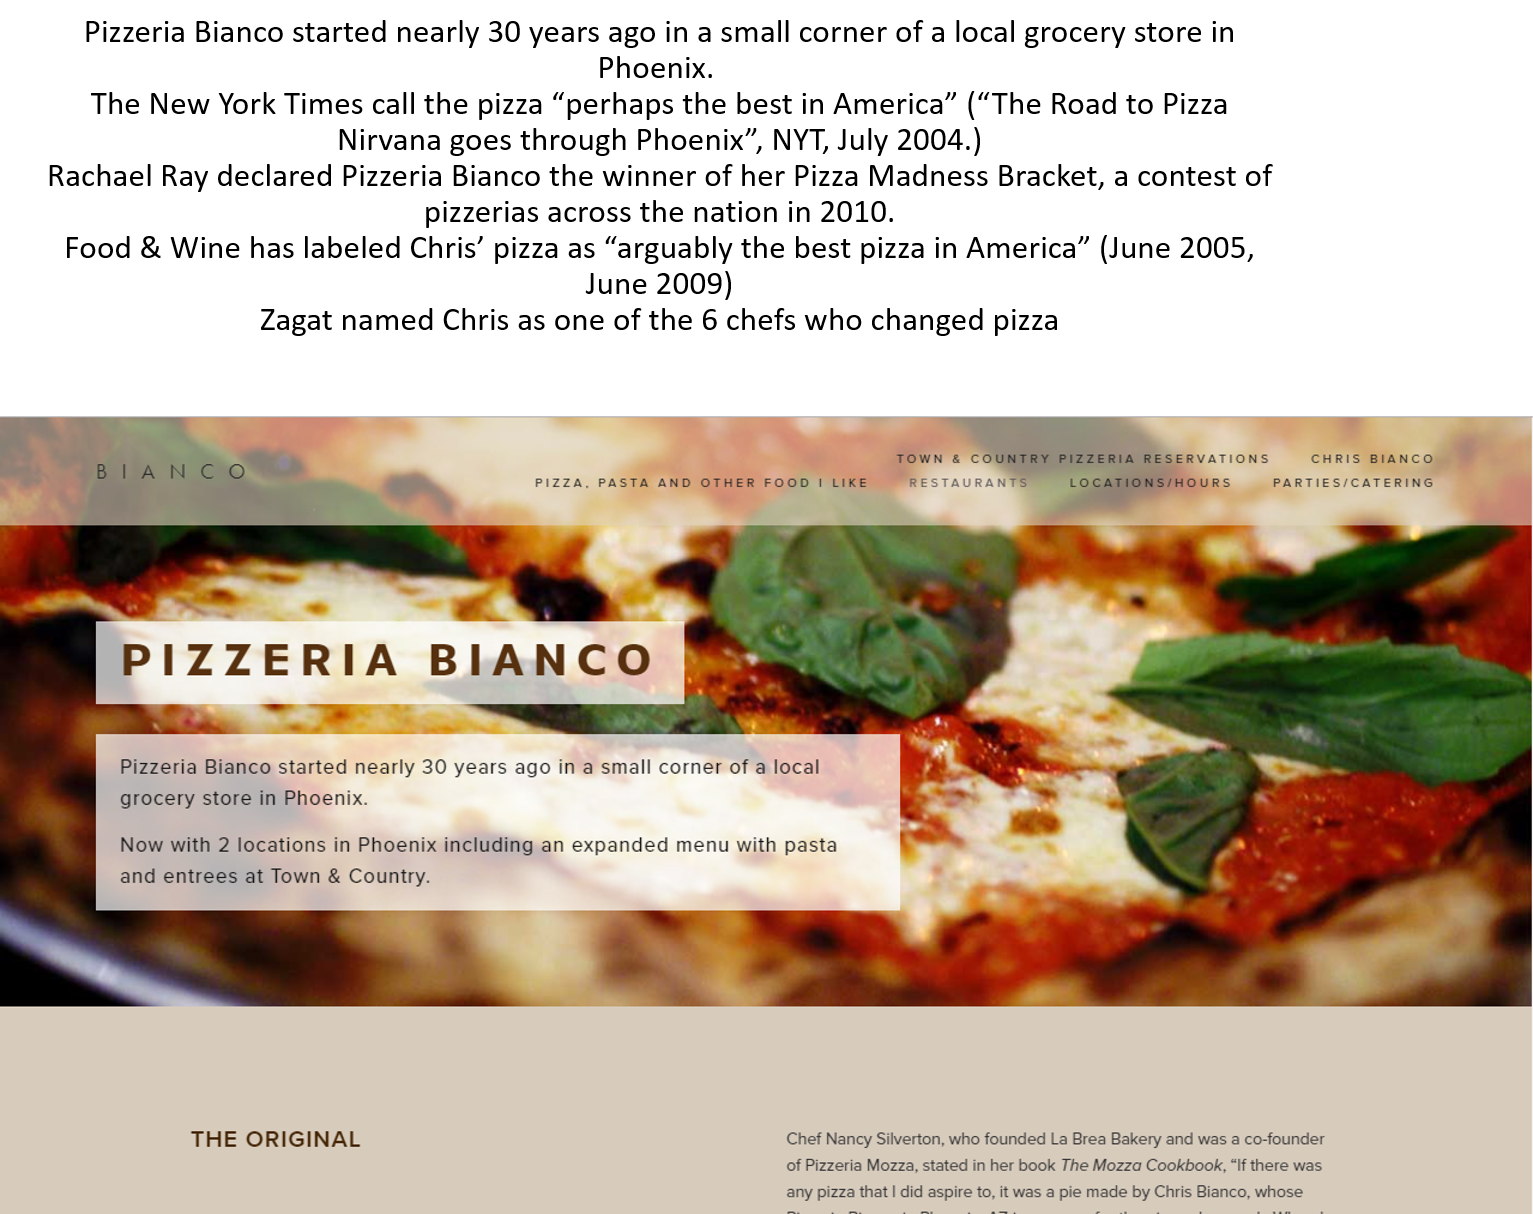 Pizzeria Bianco started nearly 30 years ago in a small corner of a local grocery store in
Phoenix.
The New York Times call the pizza “perhaps the best in America” (“The Road to Pizza
Nirvana goes through Phoenix”, NYT, July 2004.)
Rachael Ray declared Pizzeria Bianco the winner of her Pizza Madness Bracket, a contest of
pizzerias across the nation in 2010.
Food & Wine has labeled Chris’ pizza as “arguably the best pizza in America” (June 2005,
June 2009)
Zagat named Chris as one of the 6 chefs who changed pizza
BIANCO
TOWN & COUNTRY PIZZERIA RESERVATIONS CHRIS BIANCO
PIZZA, PASTA AND OTHER FOOD I LIKE RESTAURANTS LOCATIONS/HOURS PARTIES/CATERING
PIZZERIA BIANCO
Pizzeria Bianco started nearly 30 years ago in a small corner of a local
grocery store in Phoenix.
Now with 2 locations in Phoenix including an expanded menu with pasta
and entrees at Town & Country.
THE ORIGINAL
Chef Nancy Silverton, who founded La Brea Bakery and was a co-founder
of Pizzeria Mozza, stated in her book The Mozza Cookbook, “If there was
any pizza that I did aspire to, it was a pie made by Chris Bianco, whose